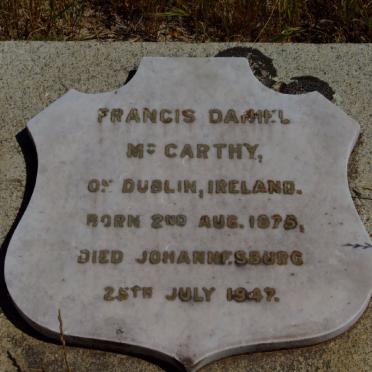 FRANCIS DANIEL
Mc CARTHY,
OF DUBLIN, IRELAND.
BORN 2ND AUG. 1875,
DIED JOHANNESBURG
25TH JULY 1947.